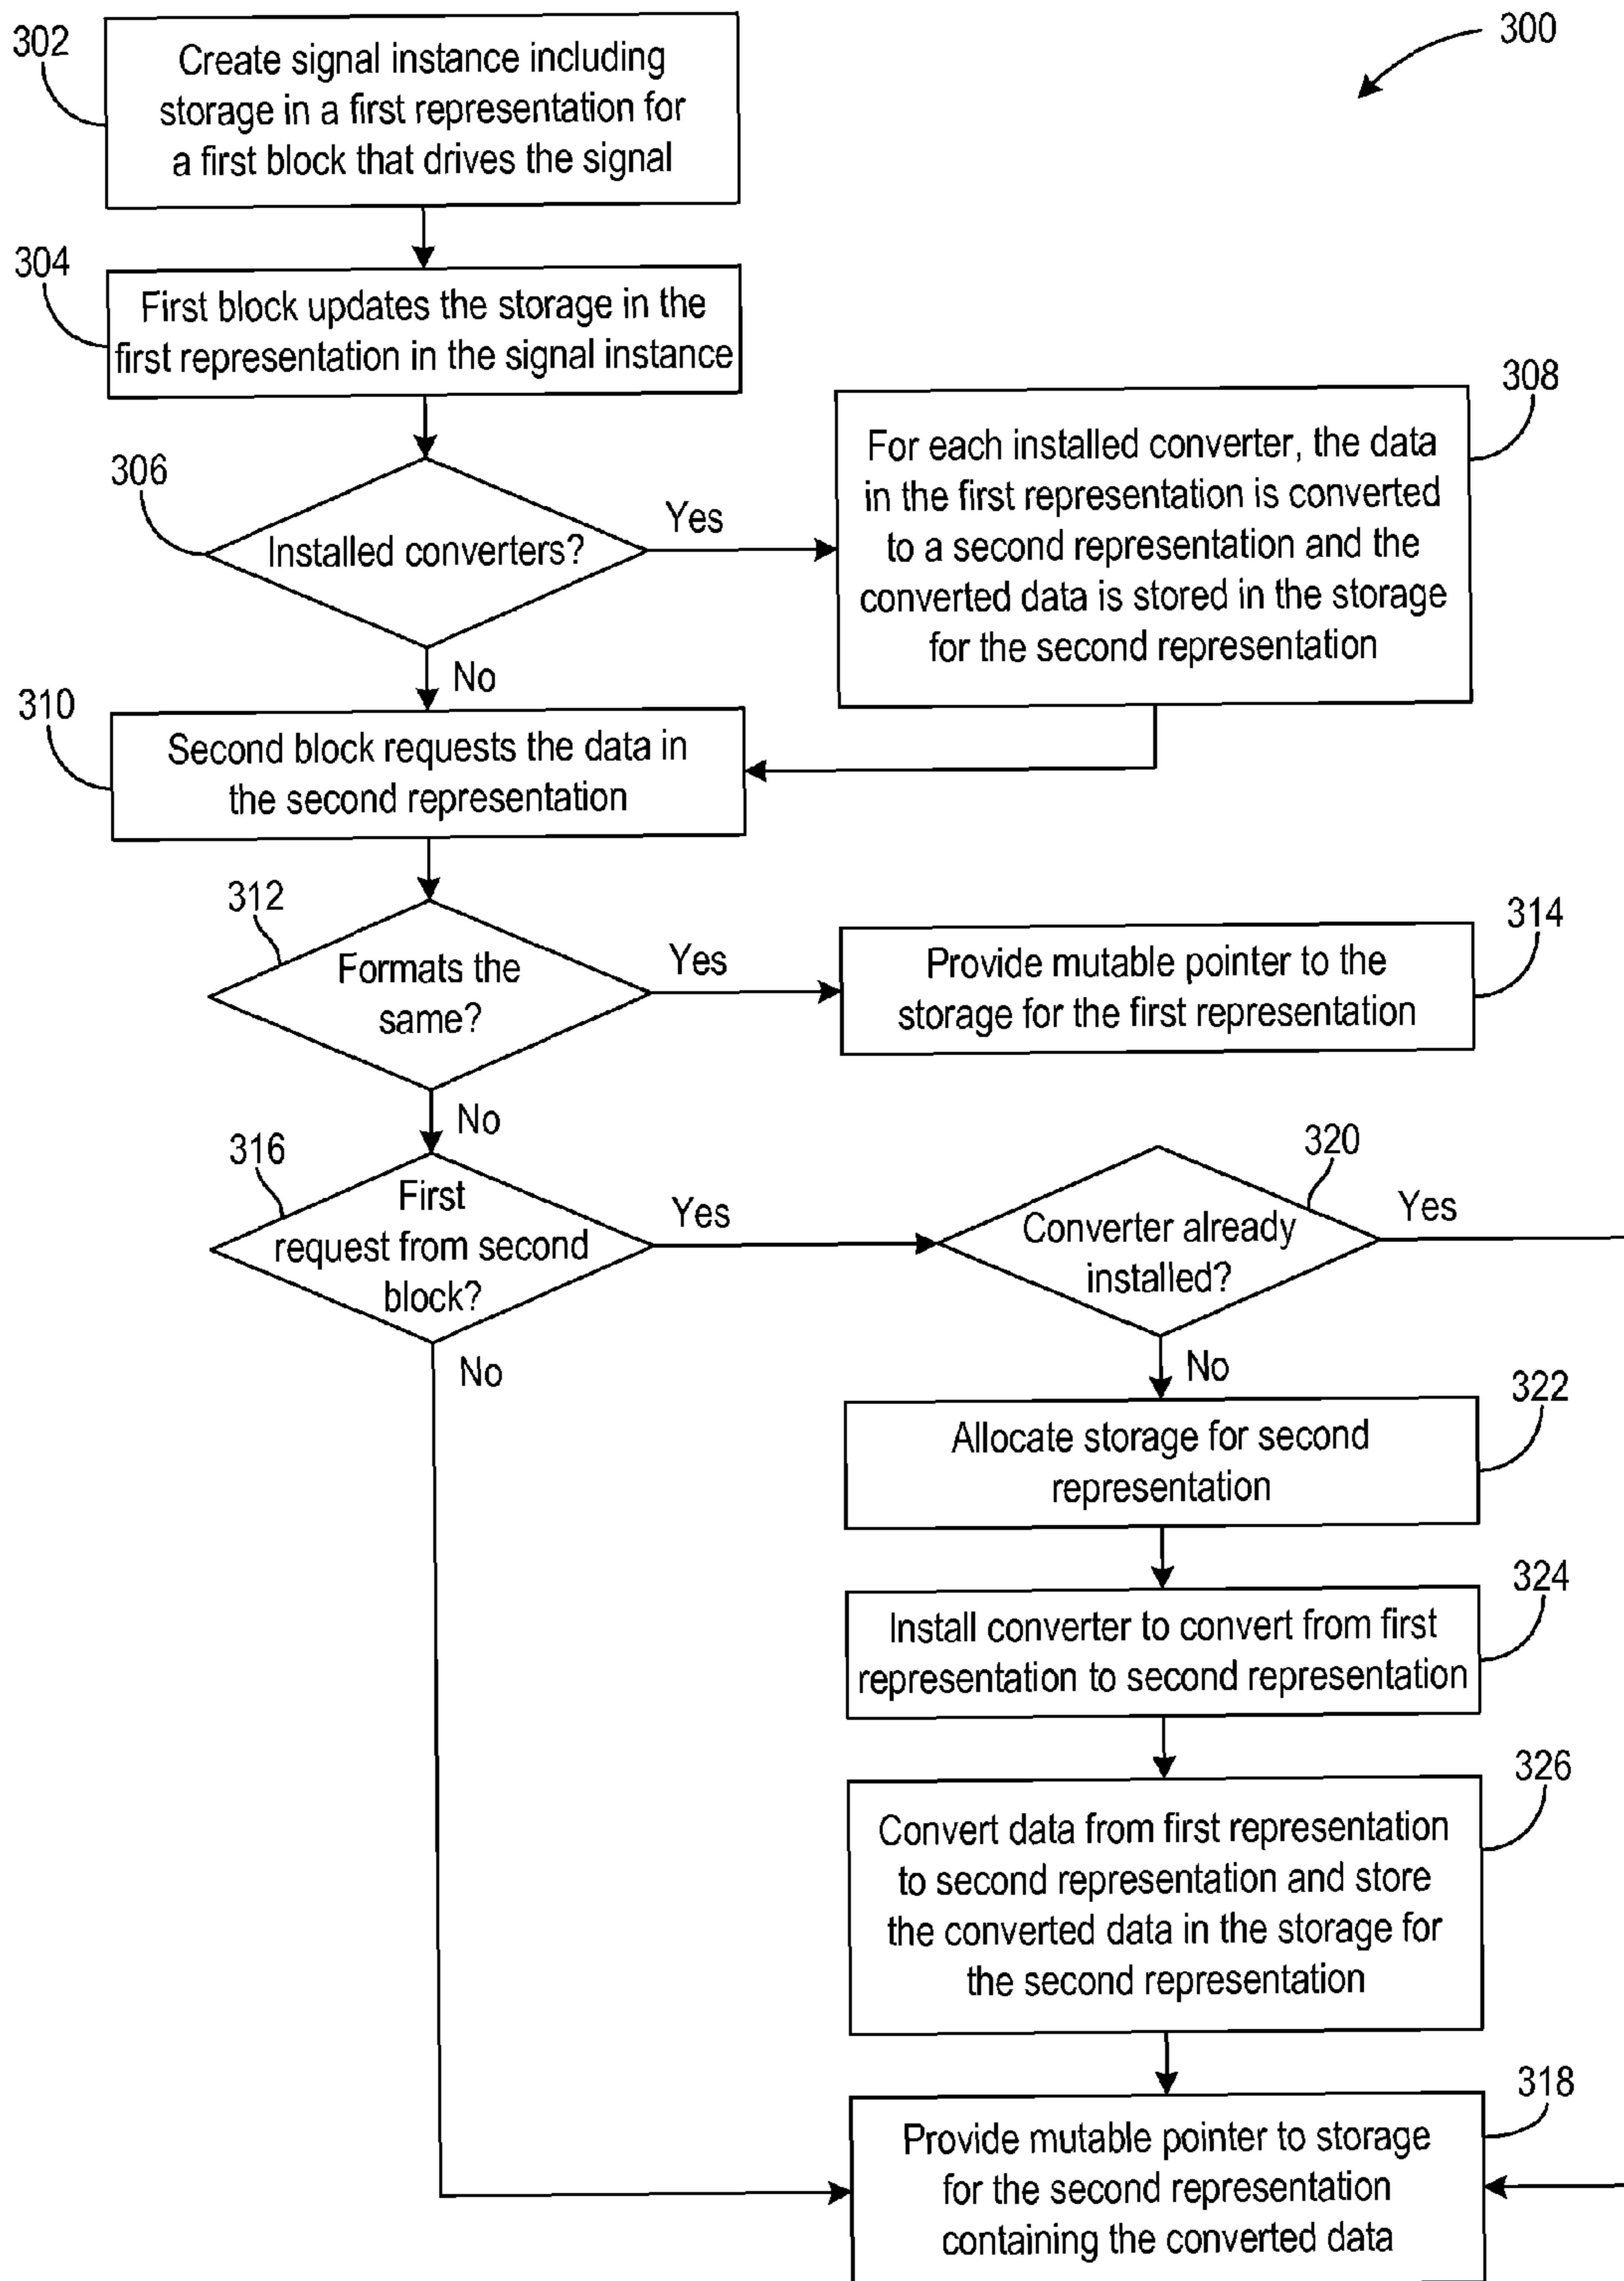 300
302
Create signal instance including
storage in a first representation for
a first block that drives the signal
304
First block updates the storage in the
first representation in the signal instance
306
Installed converters?
Yes
No
308
For each installed converter, the data
in the first representation is converted
to a second representation and the
converted data is stored in the storage
for the second representation
310
Second block requests the data in
the second representation
312
Formats the
same?
Yes
No
314
Provide mutable pointer to the
storage for the first representation
316
First
request from second
block?
Yes
No
320
Converter already
installed?
Yes
No
322
Allocate storage for second
representation
324
Install converter to convert from first
representation to second representation
326
Convert data from first representation
to second representation and store
the converted data in the storage for
the second representation
318
Provide mutable pointer to storage
for the second representation
containing the converted data